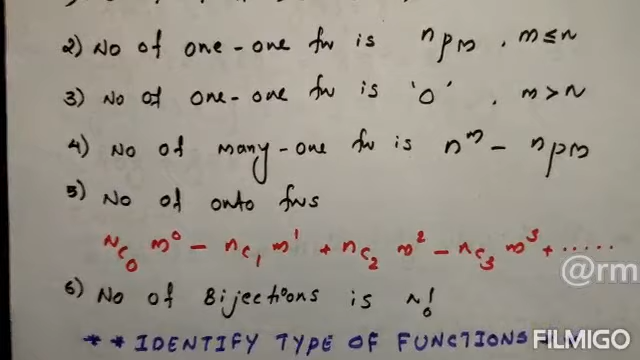 2) No of one-one fn is nPm, m≤n
3) No of one-one fn is 'O', m>n
4) No of many-one fn is n^m - nPm
5) No of onto fns
nC₀ m⁰ - nC₁ m¹ + nC₂ m² - nC₃ m³ + ......
@rm
6) No of Bijections is n!
** IDENTIFY TYPE OF FUNCTIONS
FILMIGO